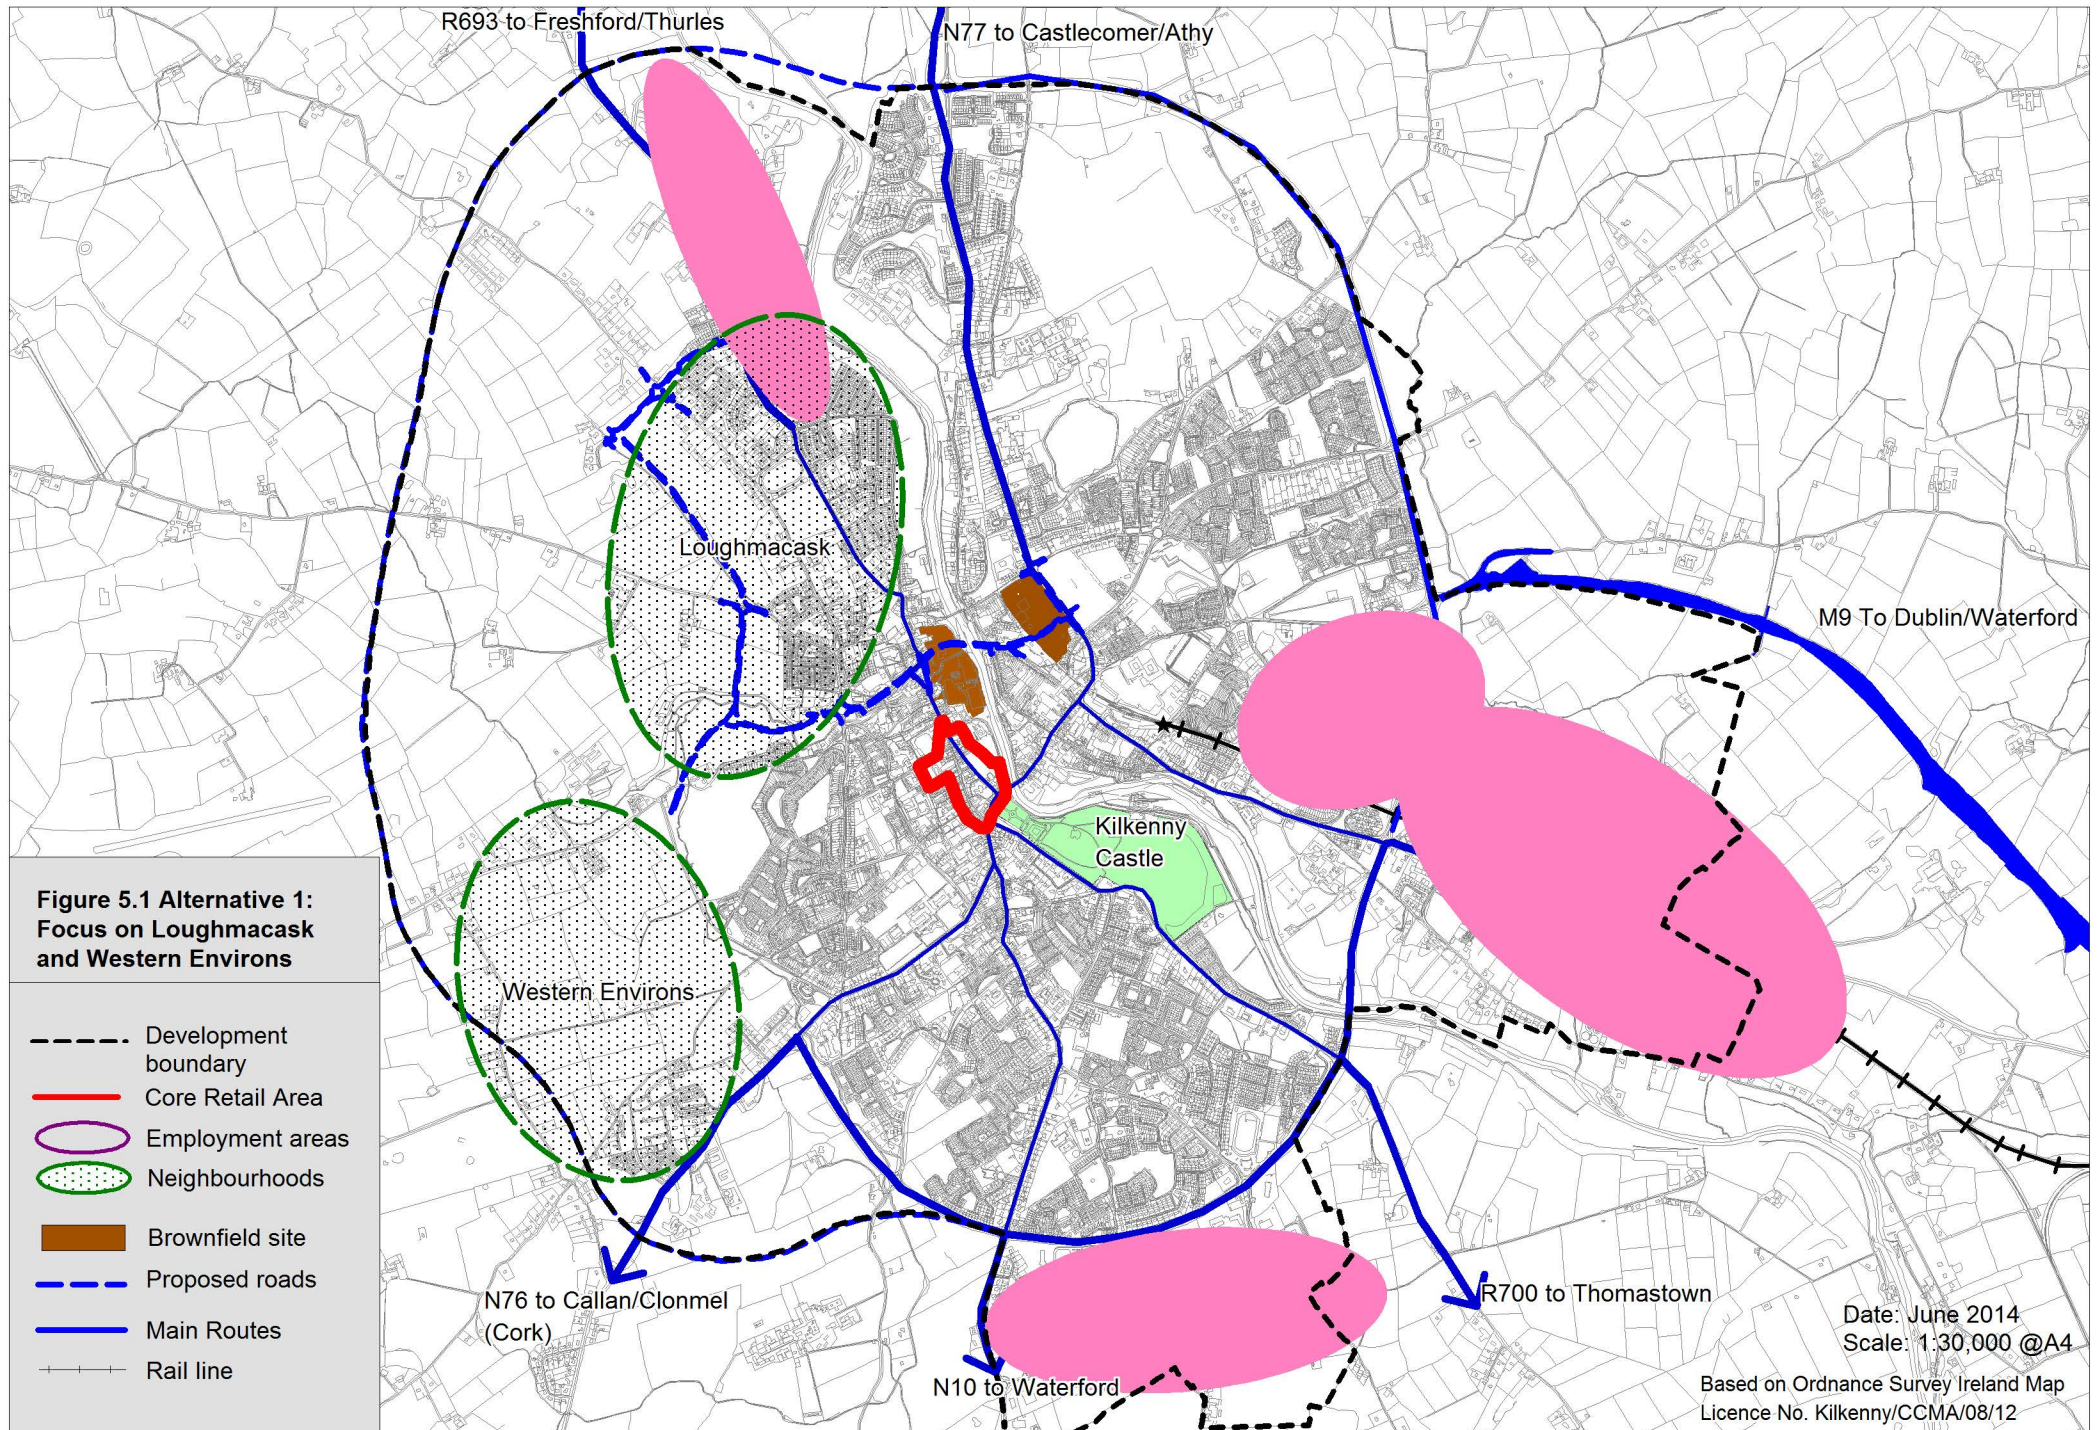 R693 to Freshford/Thurles
N77 to Castlecomer/Athy
Loughmacask
M9 To Dublin/Waterford
Kilkenny
Castle
Figure 5.1 Alternative 1:
Focus on Loughmacask
and Western Environs
Western Environs
Development
boundary
Core Retail Area
Employment areas
Neighbourhoods
Brownfield site
Proposed roads
Main Routes
Rail line
N76 to Callan/Clonmel
(Cork)
N10 to Waterford
R700 to Thomastown
Date: June 2014
Scale: 1:30,000 @A4
Based on Ordnance Survey Ireland Map
Licence No. Kilkenny/CCMA/08/12